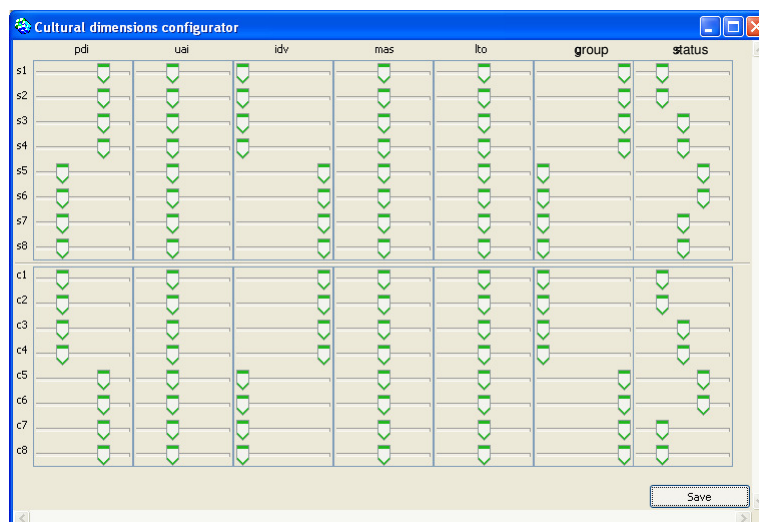 Cultural dimensions configurator
pdi uai idv mas lto group status
s1
s2
s3
s4
s5
s6
s7
s8
c1
c2
c3
c4
c5
c6
c7
c8
Save